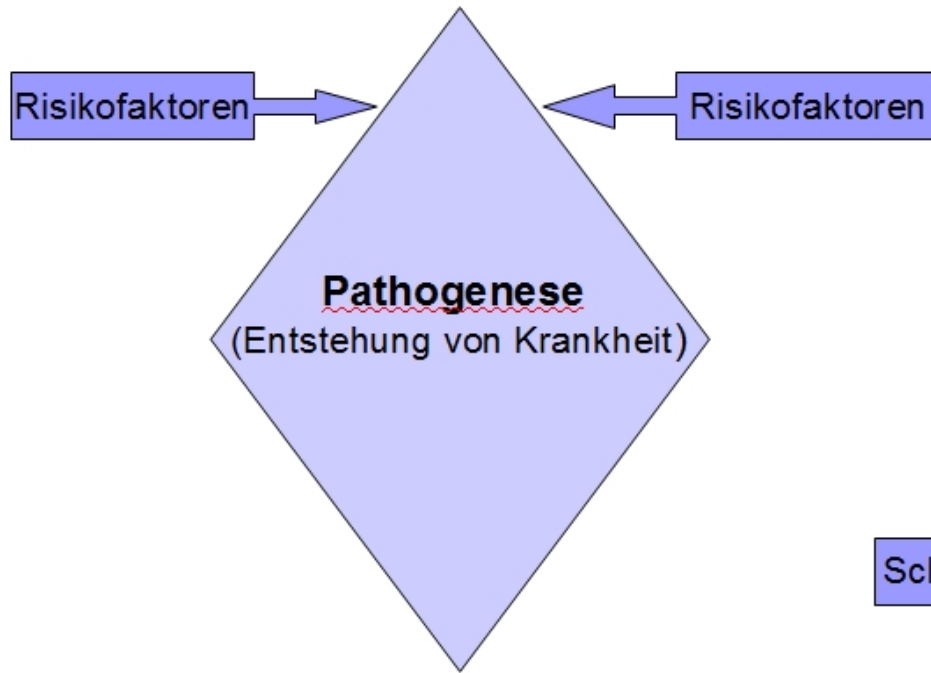 Risikofaktoren
Risikofaktoren
Pathogenese
(Entstehung von Krankheit)